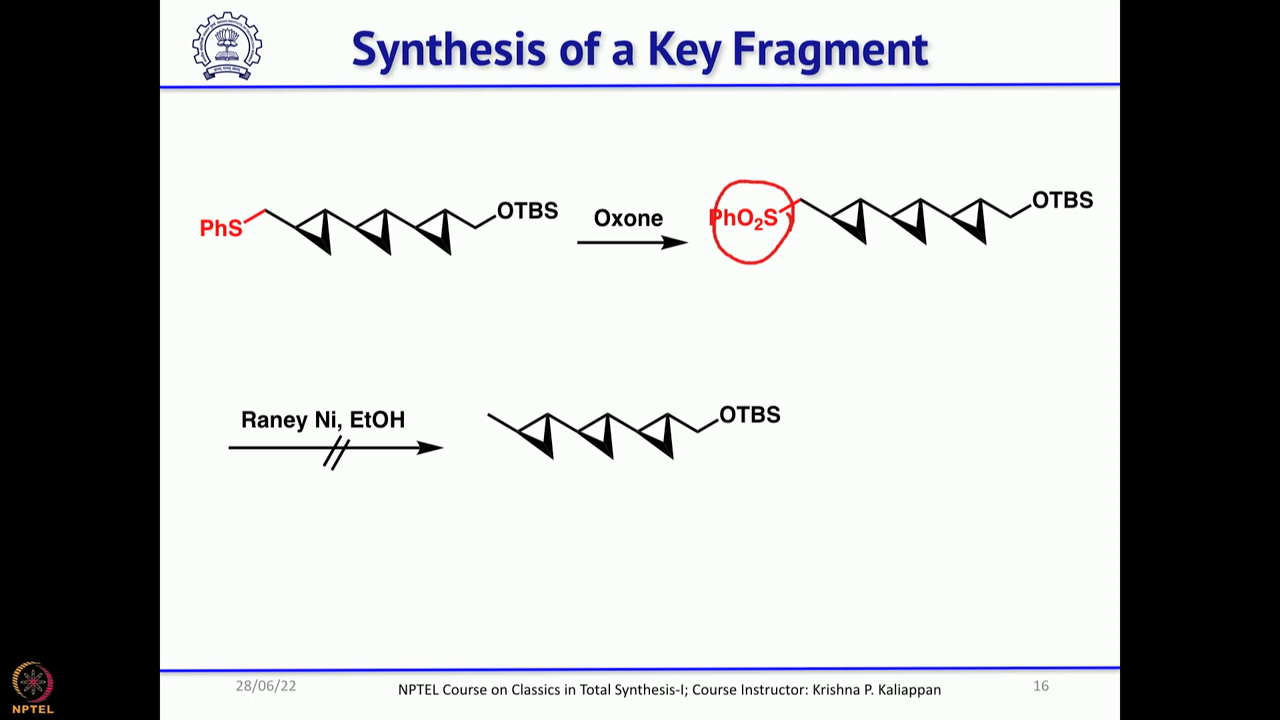 Synthesis of a Key Fragment
PhS
OTBS
Oxone
PhO2S
OTBS
Raney Ni, EtOH
OTBS
28/06/22
NPTEL Course on Classics in Total Synthesis-I; Course Instructor: Krishna P. Kaliappan
16
NPTEL